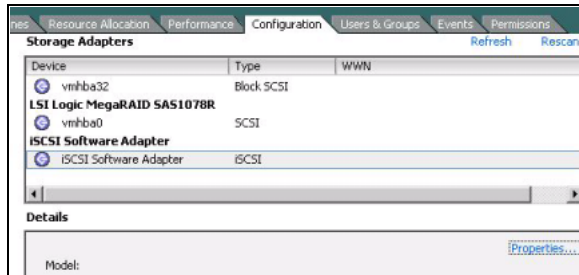 nes Resource Allocation Performance Configuration Users & Groups Events Permissions
Storage Adapters Refresh Rescan
Device Type WWN
vmhba32 Block SCSI
LSI Logic MegaRAID SAS1078R
vmhba0 SCSI
iSCSI Software Adapter
iSCSI Software Adapter iSCSI
Details
Properties...
Model: